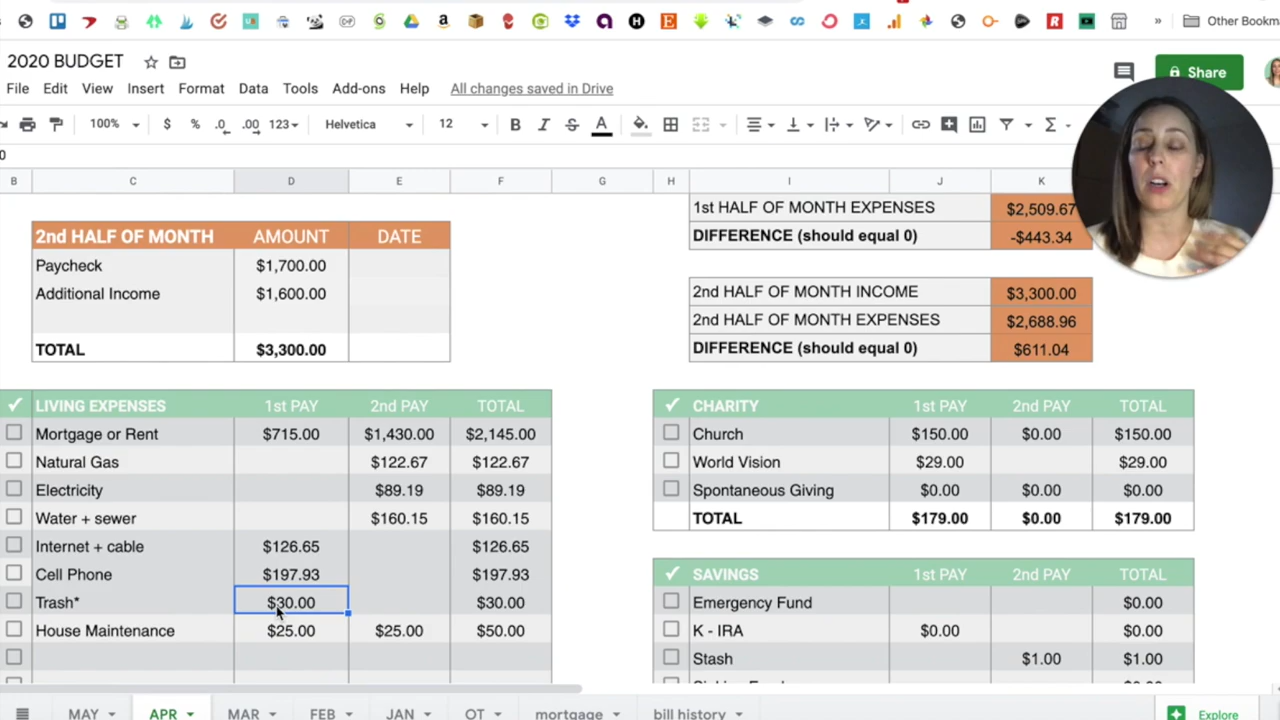 Other Bookm
2020 BUDGET
Share
File Edit View Insert Format Data Tools Add-ons Help All changes saved in Drive
100% $ % .0 .00 123 Helvetica 12 B I S A Σ
0
B C D E F G H I J K
1st HALF OF MONTH EXPENSES $2,509.67
2nd HALF OF MONTH AMOUNT DATE
DIFFERENCE (should equal 0) -$443.34
Paycheck $1,700.00
Additional Income $1,600.00
2nd HALF OF MONTH INCOME $3,300.00
2nd HALF OF MONTH EXPENSES $2,688.96
TOTAL $3,300.00
DIFFERENCE (should equal 0) $611.04
✓ LIVING EXPENSES 1st PAY 2nd PAY TOTAL
Mortgage or Rent $715.00 $1,430.00 $2,145.00
Natural Gas $122.67 $122.67
Electricity $89.19 $89.19
Water + sewer $160.15 $160.15
Internet + cable $126.65 $126.65
Cell Phone $197.93 $197.93
Trash* $30.00 $30.00
House Maintenance $25.00 $25.00 $50.00
✓ CHARITY 1st PAY 2nd PAY TOTAL
Church $150.00 $0.00 $150.00
World Vision $29.00 $29.00
Spontaneous Giving $0.00 $0.00 $0.00
TOTAL $179.00 $0.00 $179.00
✓ SAVINGS 1st PAY 2nd PAY TOTAL
Emergency Fund $0.00
K - IRA $0.00 $0.00
Stash $1.00 $1.00
MAY APR MAR FEB JAN OT mortgage bill history
Explore